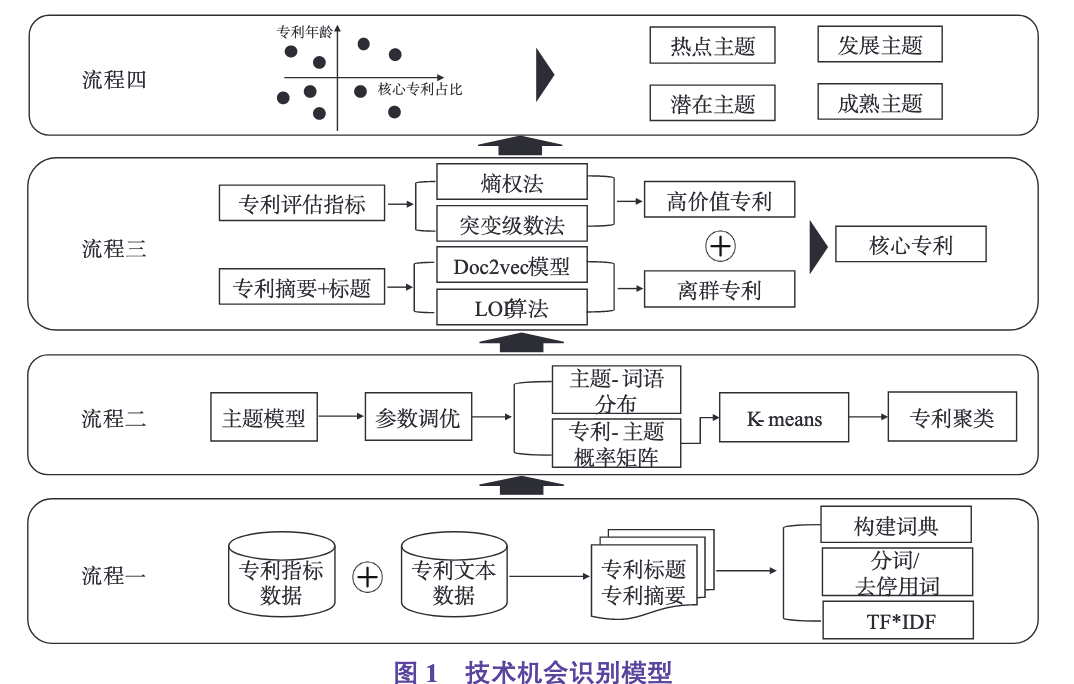 流程四
专利年龄
核心专利占比
热点主题
发展主题
潜在主题
成熟主题
流程三
专利评估指标
熵权法
突变级数法
高价值专利
专利摘要+标题
Doc2vec模型
LOF算法
离群专利
核心专利
流程二
主题模型
参数调优
主题-词语
分布
专利-主题
概率矩阵
K-means
专利聚类
流程一
专利指标
数据
专利文本
数据
专利标题
专利摘要
构建词典
分词/
去停用词
TF*IDF
图 1 技术机会识别模型